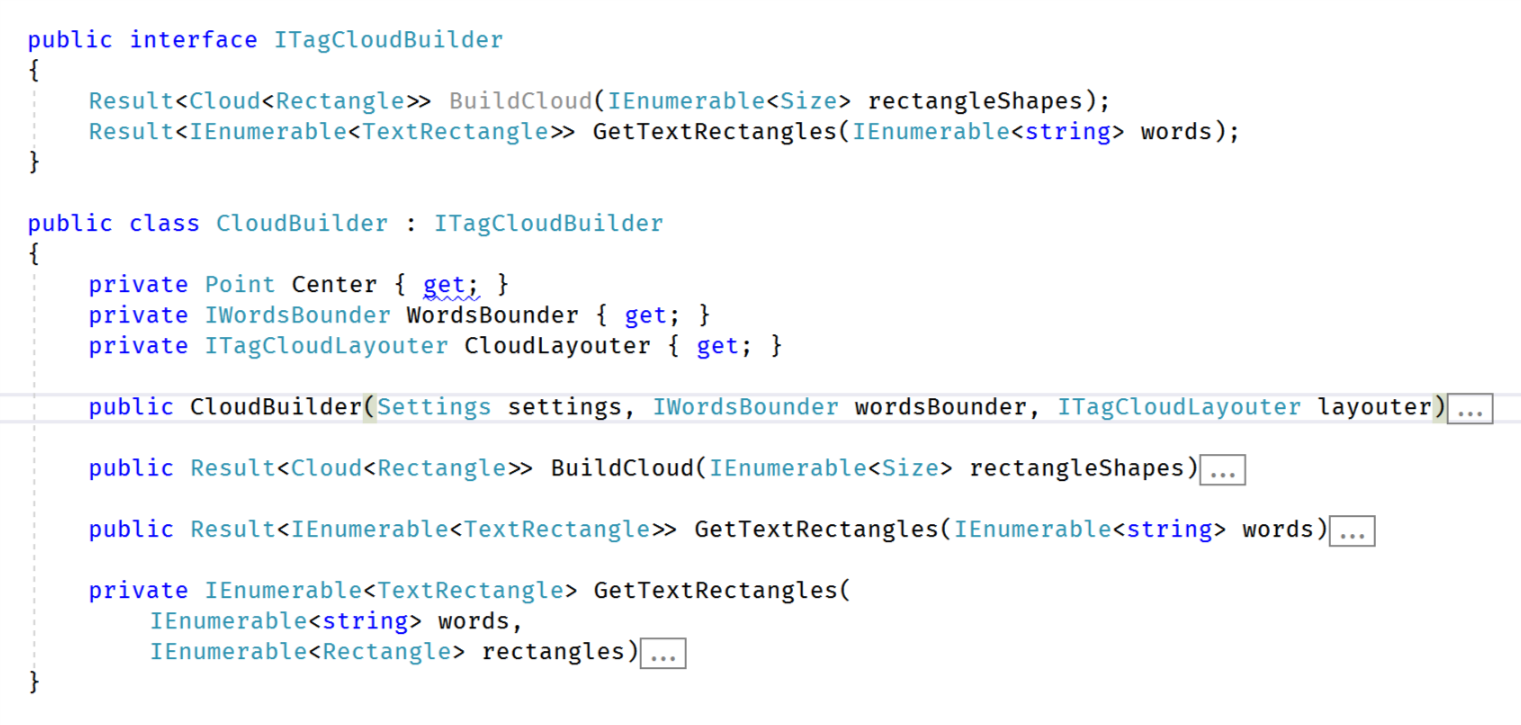 public interface ITagCloudBuilder
{
    Result<Cloud<Rectangle>> BuildCloud(IEnumerable<Size> rectangleShapes);
    Result<IEnumerable<TextRectangle>> GetTextRectangles(IEnumerable<string> words);
}

public class CloudBuilder : ITagCloudBuilder
{
    private Point Center { get; }
    private IWordsBounder WordsBounder { get; }
    private ITagCloudLayouter CloudLayouter { get; }

    public CloudBuilder(Settings settings, IWordsBounder wordsBounder, ITagCloudLayouter layouter)...

    public Result<Cloud<Rectangle>> BuildCloud(IEnumerable<Size> rectangleShapes)...

    public Result<IEnumerable<TextRectangle>> GetTextRectangles(IEnumerable<string> words)...

    private IEnumerable<TextRectangle> GetTextRectangles(
        IEnumerable<string> words,
        IEnumerable<Rectangle> rectangles)...
}